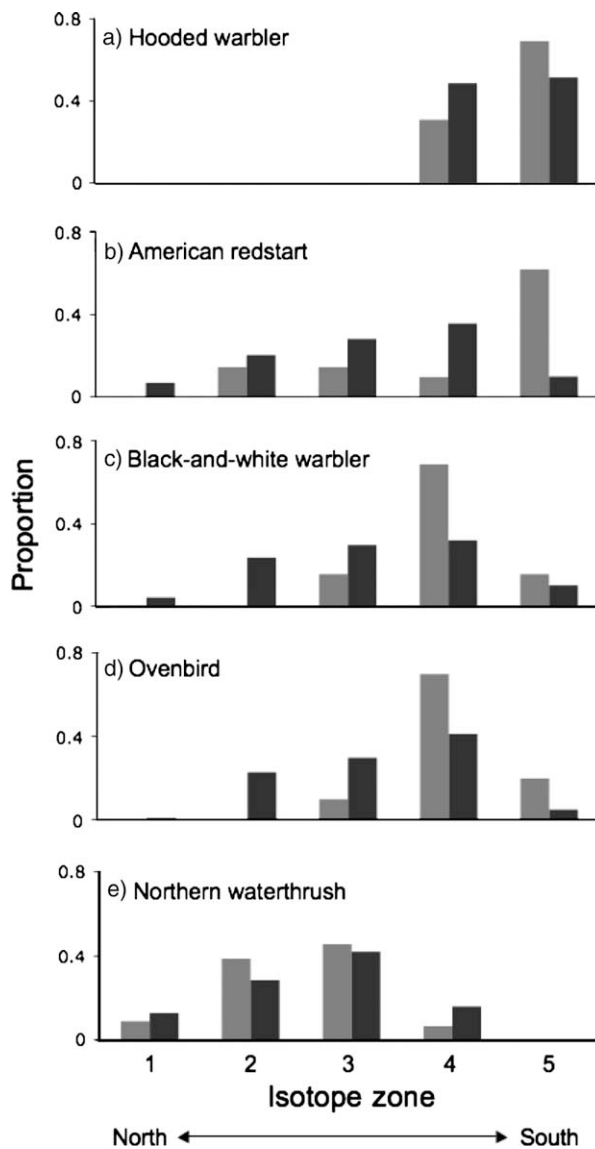 a) Hooded warbler
0.8
0.4
0
b) American redstart
0.8
0.4
0
c) Black-and-white warbler
0.8
0.4
0
d) Ovenbird
0.8
0.4
0
e) Northern waterthrush
0.8
0.4
0
Proportion
1 2 3 4 5
Isotope zone
North South